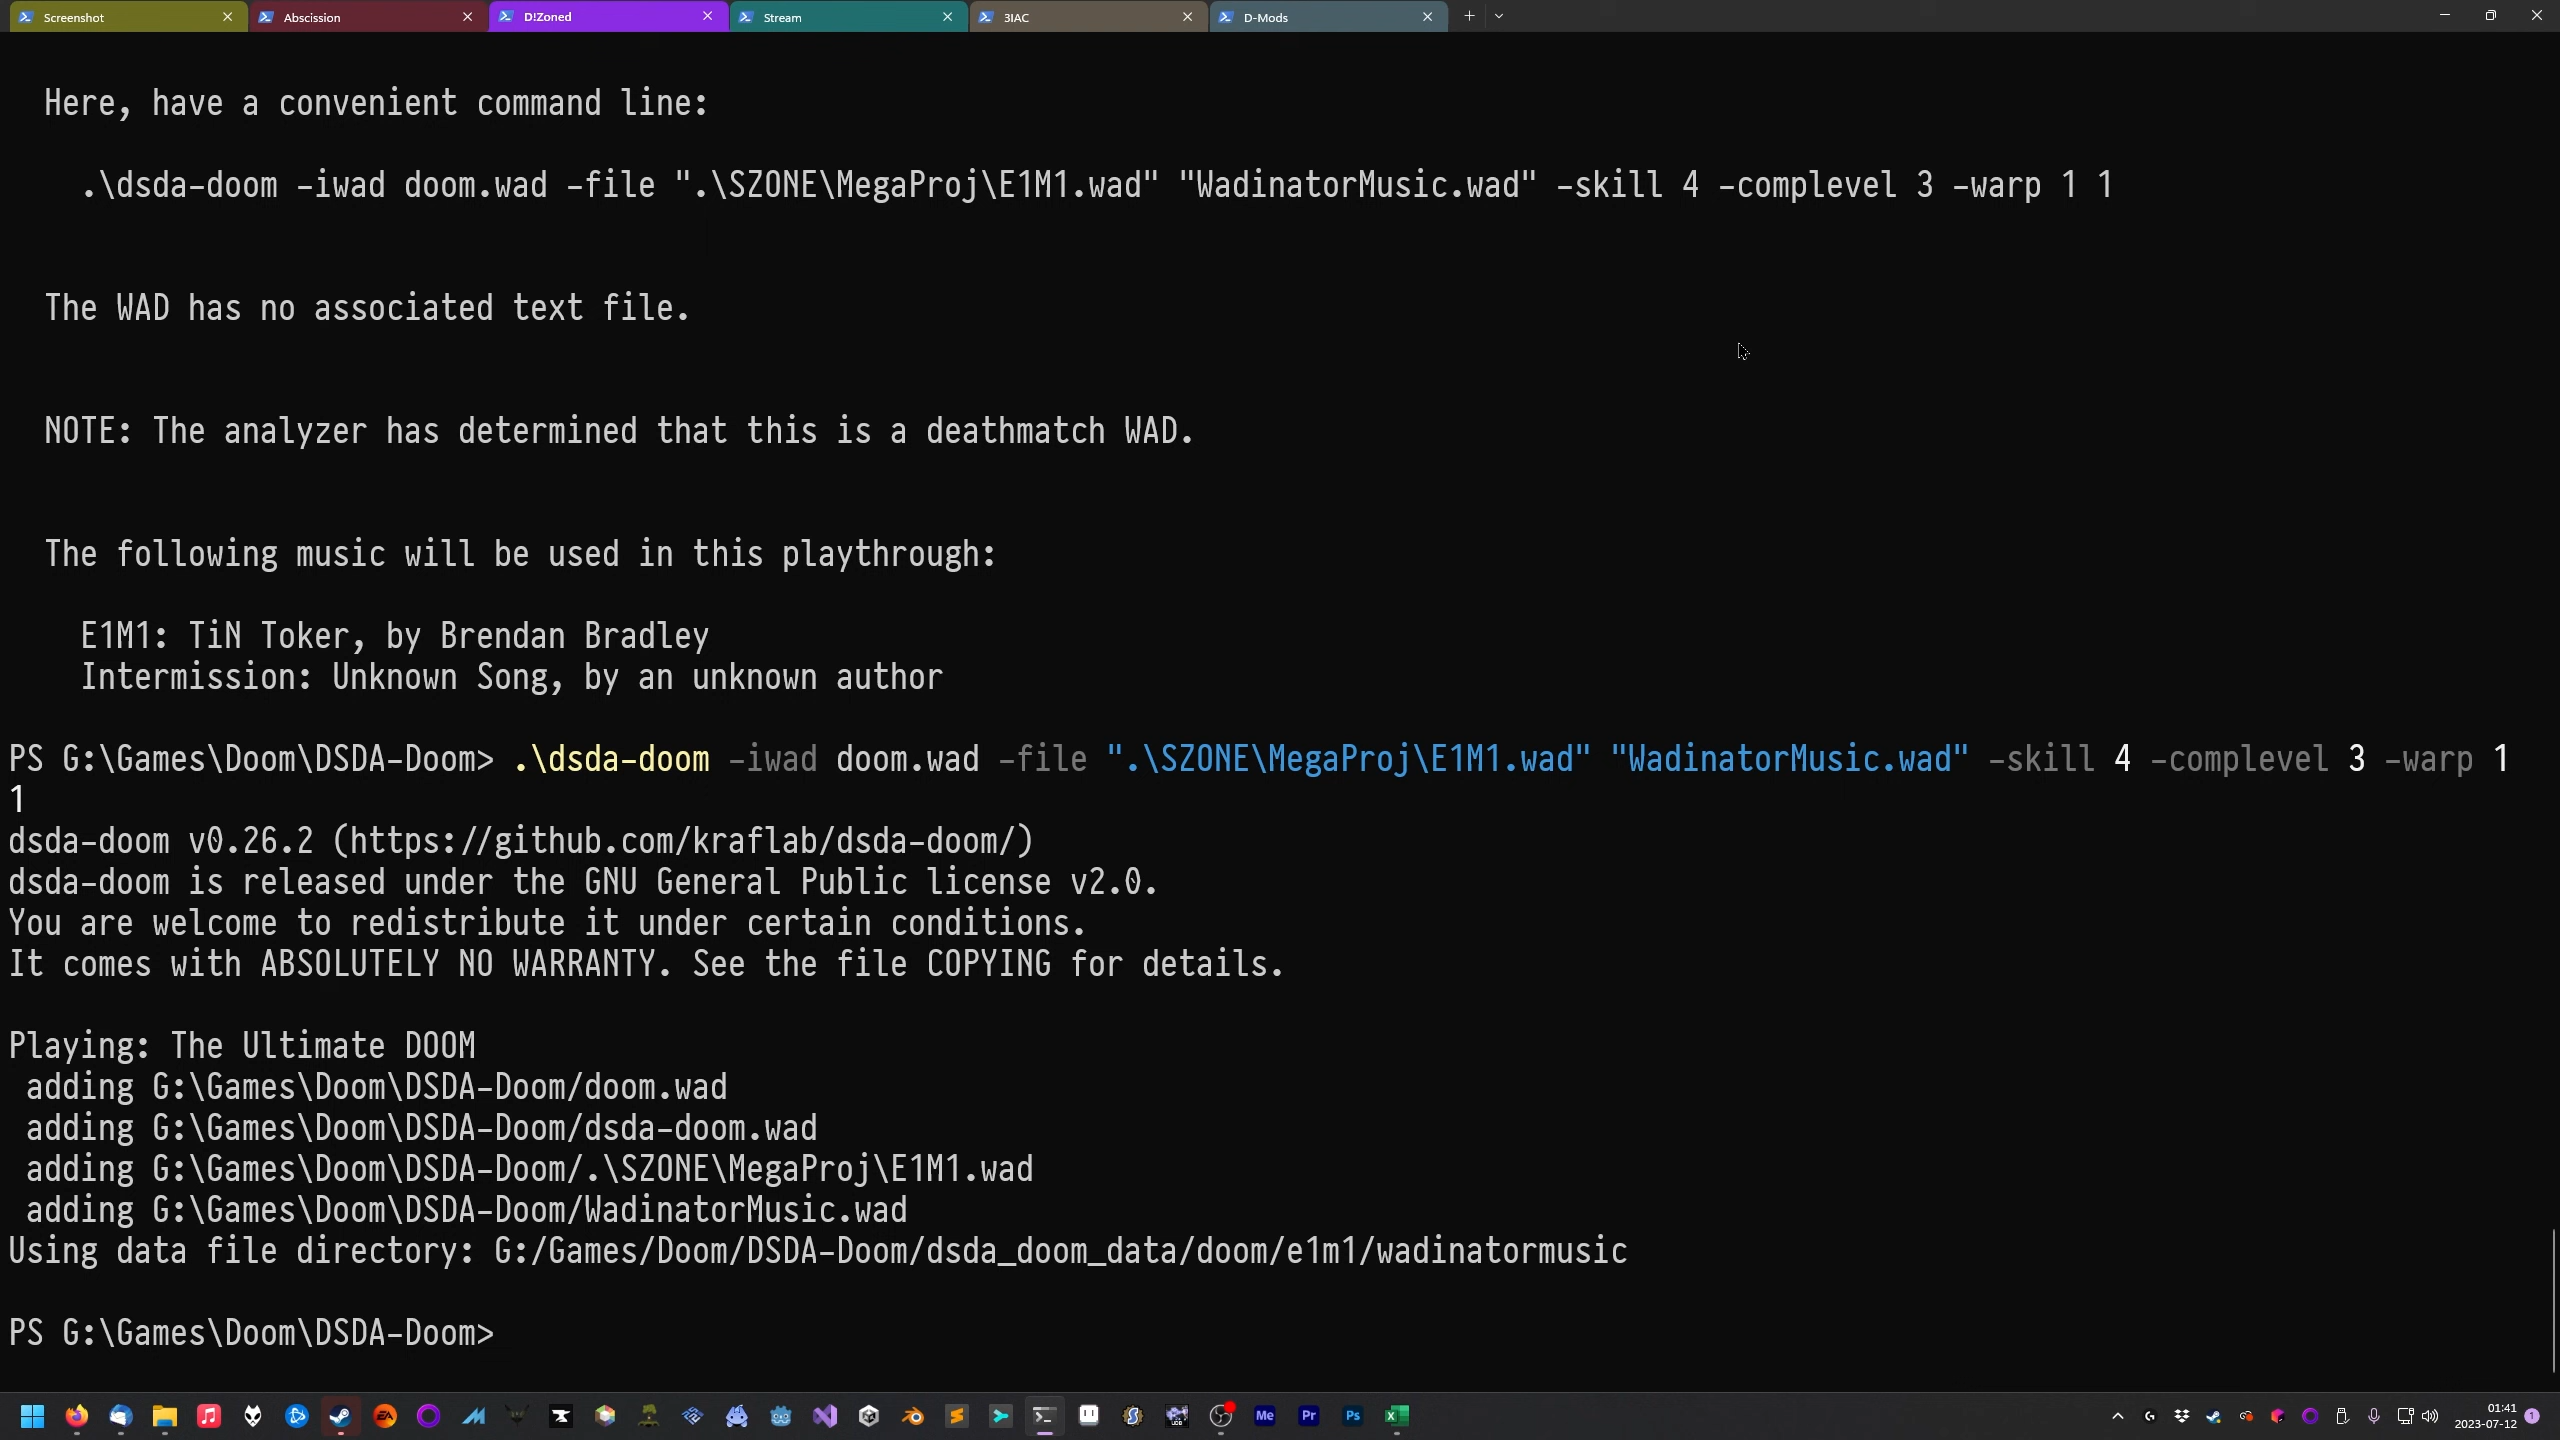 Screenshot
Abscission
D!Zoned
Stream
3IAC
D-Mods
Here, have a convenient command line:
.\dsda-doom -iwad doom.wad -file ".\SZONE\MegaProj\E1M1.wad" "WadinatorMusic.wad" -skill 4 -complevel 3 -warp 1 1
The WAD has no associated text file.
NOTE: The analyzer has determined that this is a deathmatch WAD.
The following music will be used in this playthrough:
E1M1: TiN Toker, by Brendan Bradley
Intermission: Unknown Song, by an unknown author
PS G:\Games\Doom\DSDA-Doom> .\dsda-doom -iwad doom.wad -file ".\SZONE\MegaProj\E1M1.wad" "WadinatorMusic.wad" -skill 4 -complevel 3 -warp 1
1
dsda-doom v0.26.2 (https://github.com/kraflab/dsda-doom/)
dsda-doom is released under the GNU General Public license v2.0.
You are welcome to redistribute it under certain conditions.
It comes with ABSOLUTELY NO WARRANTY. See the file COPYING for details.
Playing: The Ultimate DOOM
adding G:\Games\Doom\DSDA-Doom/doom.wad
adding G:\Games\Doom\DSDA-Doom/dsda-doom.wad
adding G:\Games\Doom\DSDA-Doom/.\SZONE\MegaProj\E1M1.wad
adding G:\Games\Doom\DSDA-Doom/WadinatorMusic.wad
Using data file directory: G:/Games/Doom/DSDA-Doom/dsda_doom_data/doom/e1m1/wadinatormusic
PS G:\Games\Doom\DSDA-Doom>
EA
Me
Pr
Ps
01:41
2023-07-12
1